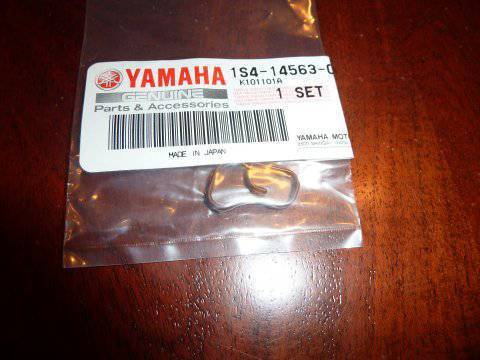 YAMAHA 1S4-14563-0
K101101A
GENUINE 1 SET
Parts & Accessories
YAMAHA MOT
MADE IN JAPAN